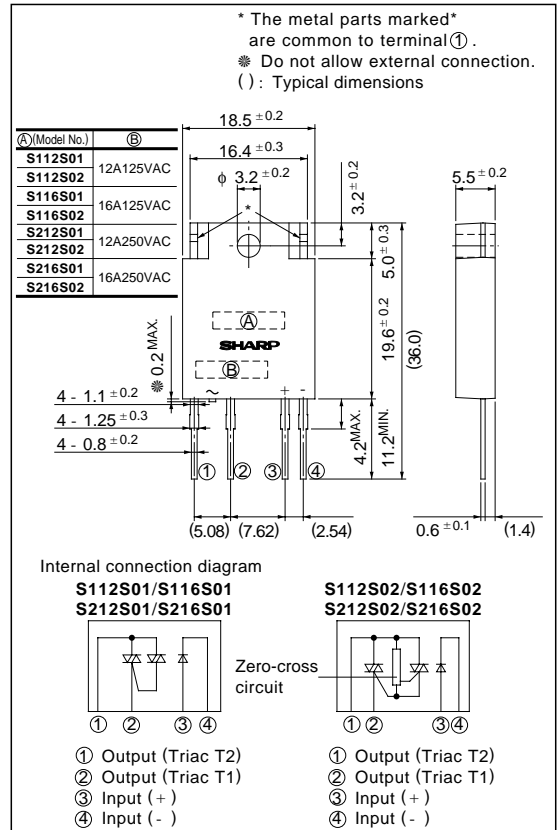 * The metal parts marked*
are common to terminal ① .
❋ Do not allow external connection.
( ) : Typical dimensions
Ⓐ(Model No.) Ⓑ
S112S01
S112S02
12A125VAC
S116S01
S116S02
16A125VAC
S212S01
S212S02
12A250VAC
S216S01
S216S02
16A250VAC
18.5 ±0.2
16.4 ±0.3
ϕ 3.2 ±0.2
3.2 ±0.2
5.5 ±0.2
*
5.0 ±0.3
19.6 ±0.2
(36.0)
Ⓐ
SHARP
Ⓑ
❋ 0.2 MAX.
~ + -
4 - 1.1 ±0.2
4 - 1.25 ±0.3
4 - 0.8 ±0.2
4.2MAX.
11.2MIN.
① ② ③ ④
(5.08) (7.62) (2.54)
0.6 ±0.1 (1.4)
Internal connection diagram
S112S01/S116S01
S212S01/S216S01
S112S02/S116S02
S212S02/S216S02
Zero-cross
circuit
① ② ③ ④
① ② ③ ④
① Output (Triac T2)
② Output (Triac T1)
③ Input ( + )
④ Input ( - )
① Output (Triac T2)
② Output (Triac T1)
③ Input ( + )
④ Input ( - )